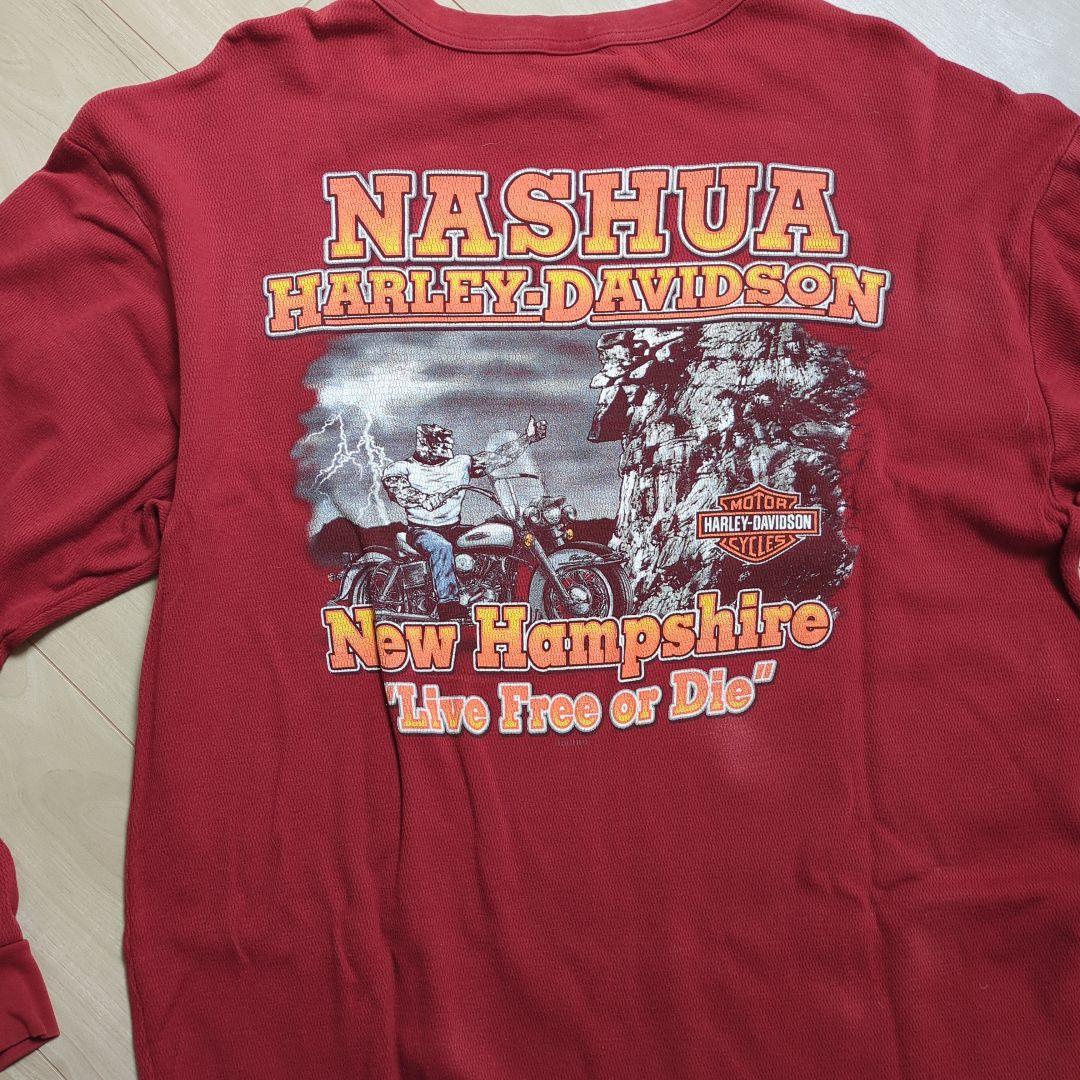 NASHUA
HARLEY-DAVIDSON
MOTOR
HARLEY-DAVIDSON
CYCLES
New Hampshire
"Live Free or Die"